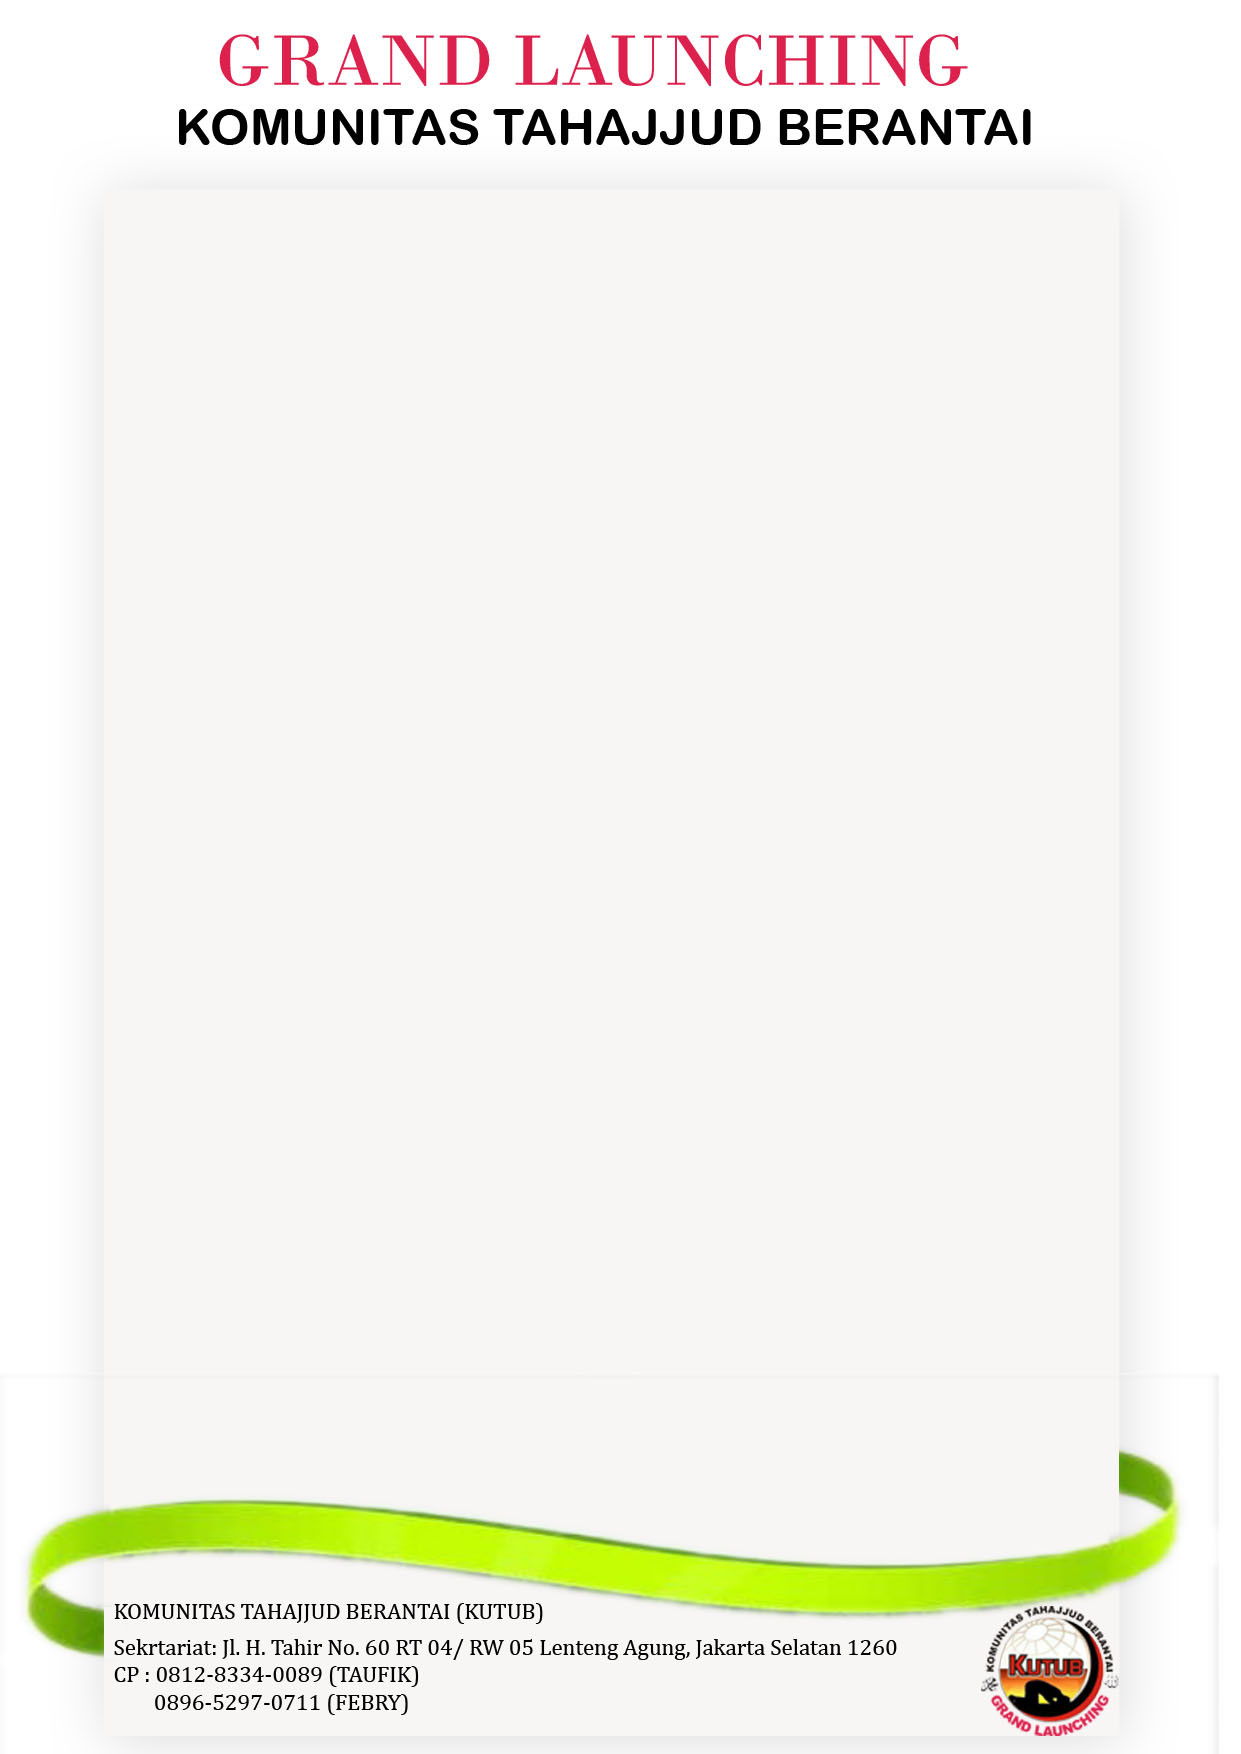 GRAND LAUNCHING
KOMUNITAS TAHAJJUD BERANTAI
KOMUNITAS TAHAJJUD BERANTAI (KUTUB)
Sekrtariat: Jl. H. Tahir No. 60 RT 04/ RW 05 Lenteng Agung, Jakarta Selatan 1260
CP : 0812-8334-0089 (TAUFIK)
0896-5297-0711 (FEBRY)
KOMUNITAS TAHAJJUD BERANTAI
KUTUB
GRAND LAUNCHING